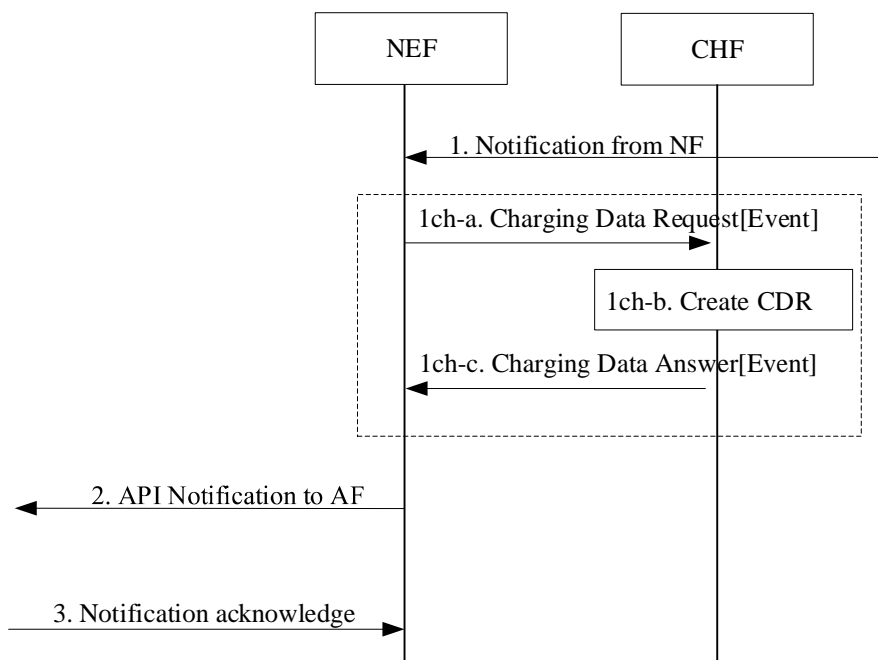 NEF
CHF
1. Notification from NF
1ch-a. Charging Data Request[Event]
1ch-b. Create CDR
1ch-c. Charging Data Answer[Event]
2. API Notification to AF
3. Notification acknowledge